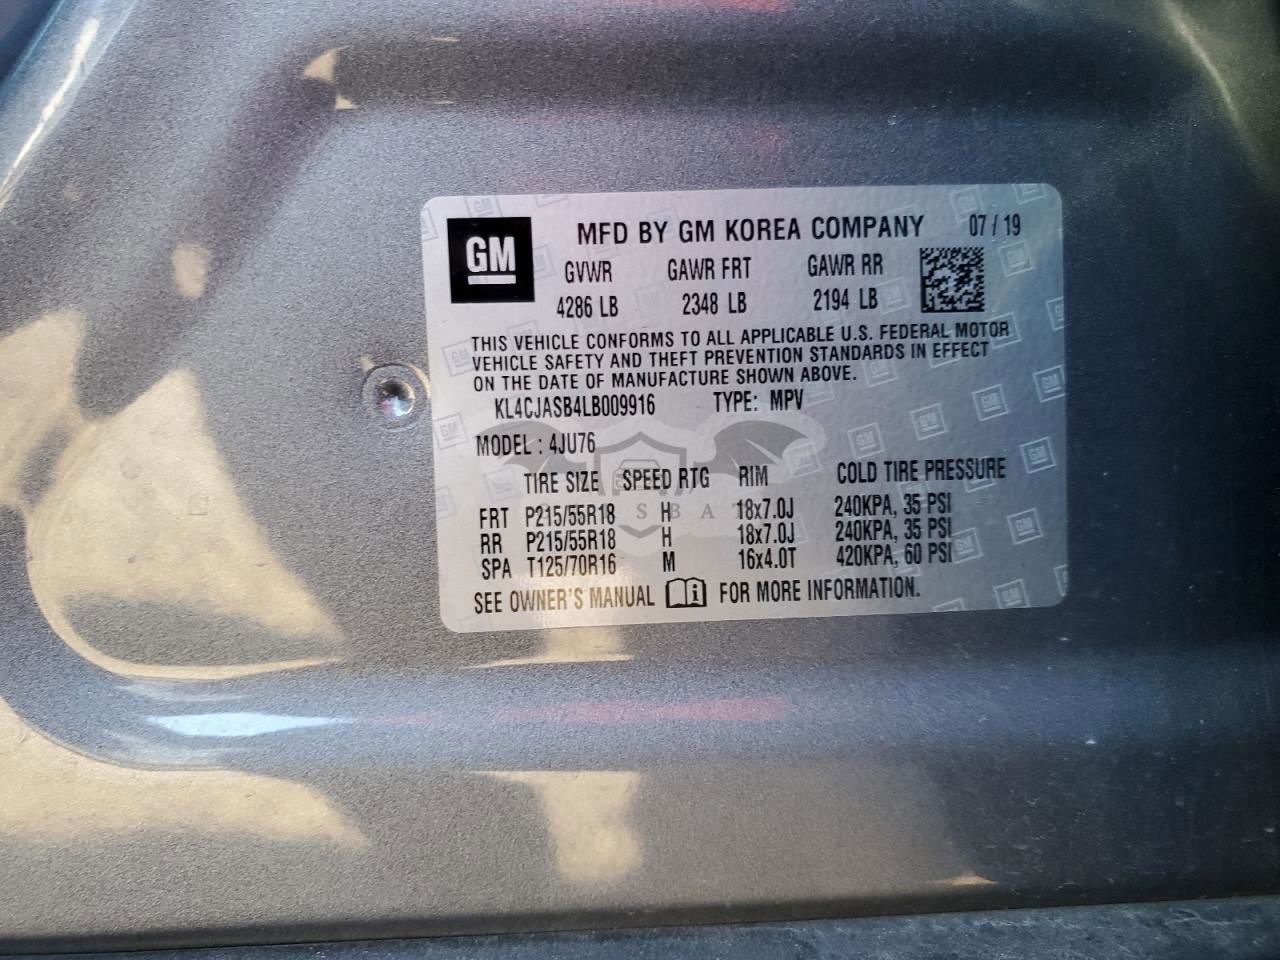 GM
MFD BY GM KOREA COMPANY 07 / 19
GVWR GAWR FRT GAWR RR
4286 LB 2348 LB 2194 LB
THIS VEHICLE CONFORMS TO ALL APPLICABLE U.S. FEDERAL MOTOR
VEHICLE SAFETY AND THEFT PREVENTION STANDARDS IN EFFECT
ON THE DATE OF MANUFACTURE SHOWN ABOVE.
KL4CJASB4LB009916 TYPE: MPV
MODEL : 4JU76
TIRE SIZE SPEED RTG RIM COLD TIRE PRESSURE
FRT P215/55R18 H 18x7.0J 240KPA, 35 PSI
RR P215/55R18 H 18x7.0J 240KPA, 35 PSI
SPA T125/70R16 M 16x4.0T 420KPA, 60 PSI
SEE OWNER'S MANUAL FOR MORE INFORMATION.